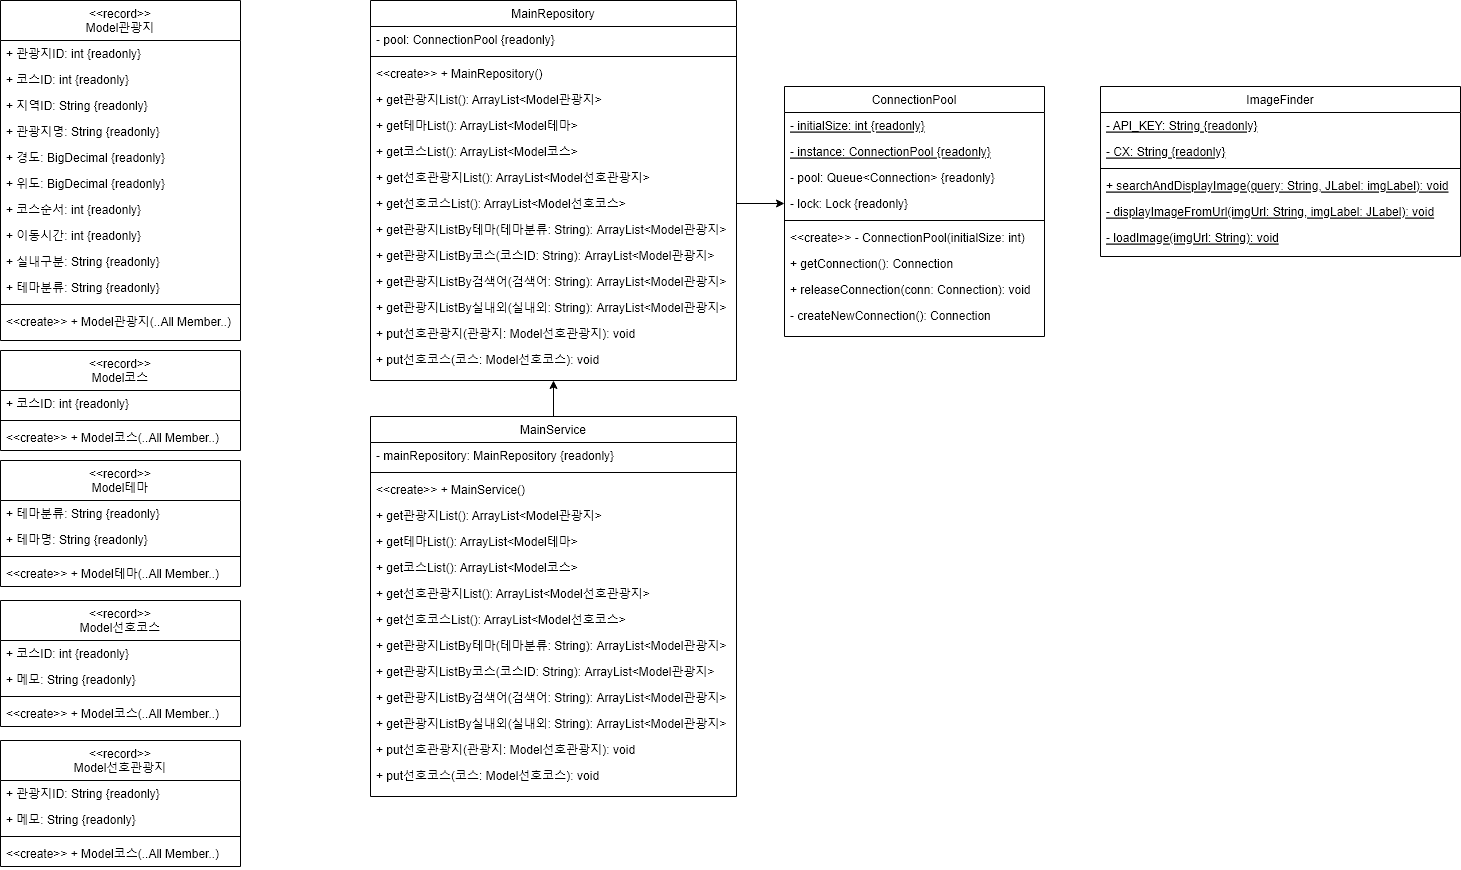 <<record>>
Model관광지
+ 관광지ID: int {readonly}
+ 코스ID: int {readonly}
+ 지역ID: String {readonly}
+ 관광지명: String {readonly}
+ 경도: BigDecimal {readonly}
+ 위도: BigDecimal {readonly}
+ 코스순서: int {readonly}
+ 이동시간: int {readonly}
+ 실내구분: String {readonly}
+ 테마분류: String {readonly}
<<create>> + Model관광지(..All Member..)
<<record>>
Model코스
+ 코스ID: int {readonly}
<<create>> + Model코스(..All Member..)
<<record>>
Model테마
+ 테마분류: String {readonly}
+ 테마명: String {readonly}
<<create>> + Model테마(..All Member..)
<<record>>
Model선호코스
+ 코스ID: int {readonly}
+ 메모: String {readonly}
<<create>> + Model코스(..All Member..)
<<record>>
Model선호관광지
+ 관광지ID: String {readonly}
+ 메모: String {readonly}
<<create>> + Model코스(..All Member..)
MainRepository
- pool: ConnectionPool {readonly}
<<create>> + MainRepository()
+ get관광지List(): ArrayList<Model관광지>
+ get테마List(): ArrayList<Model테마>
+ get코스List(): ArrayList<Model코스>
+ get선호관광지List(): ArrayList<Model선호관광지>
+ get선호코스List(): ArrayList<Model선호코스>
+ get관광지ListBy테마(테마분류: String): ArrayList<Model관광지>
+ get관광지ListBy코스(코스ID: String): ArrayList<Model관광지>
+ get관광지ListBy검색어(검색어: String): ArrayList<Model관광지>
+ get관광지ListBy실내외(실내외: String): ArrayList<Model관광지>
+ put선호관광지(관광지: Model선호관광지): void
+ put선호코스(코스: Model선호코스): void
MainService
- mainRepository: MainRepository {readonly}
<<create>> + MainService()
+ get관광지List(): ArrayList<Model관광지>
+ get테마List(): ArrayList<Model테마>
+ get코스List(): ArrayList<Model코스>
+ get선호관광지List(): ArrayList<Model선호관광지>
+ get선호코스List(): ArrayList<Model선호코스>
+ get관광지ListBy테마(테마분류: String): ArrayList<Model관광지>
+ get관광지ListBy코스(코스ID: String): ArrayList<Model관광지>
+ get관광지ListBy검색어(검색어: String): ArrayList<Model관광지>
+ get관광지ListBy실내외(실내외: String): ArrayList<Model관광지>
+ put선호관광지(관광지: Model선호관광지): void
+ put선호코스(코스: Model선호코스): void
ConnectionPool
- initialSize: int {readonly}
- instance: ConnectionPool {readonly}
- pool: Queue<Connection> {readonly}
- lock: Lock {readonly}
<<create>> - ConnectionPool(initialSize: int)
+ getConnection(): Connection
+ releaseConnection(conn: Connection): void
- createNewConnection(): Connection
ImageFinder
- API_KEY: String {readonly}
- CX: String {readonly}
+ searchAndDisplayImage(query: String, JLabel: imgLabel): void
- displayImageFromUrl(imgUrl: String, imgLabel: JLabel): void
- loadImage(imgUrl: String): void